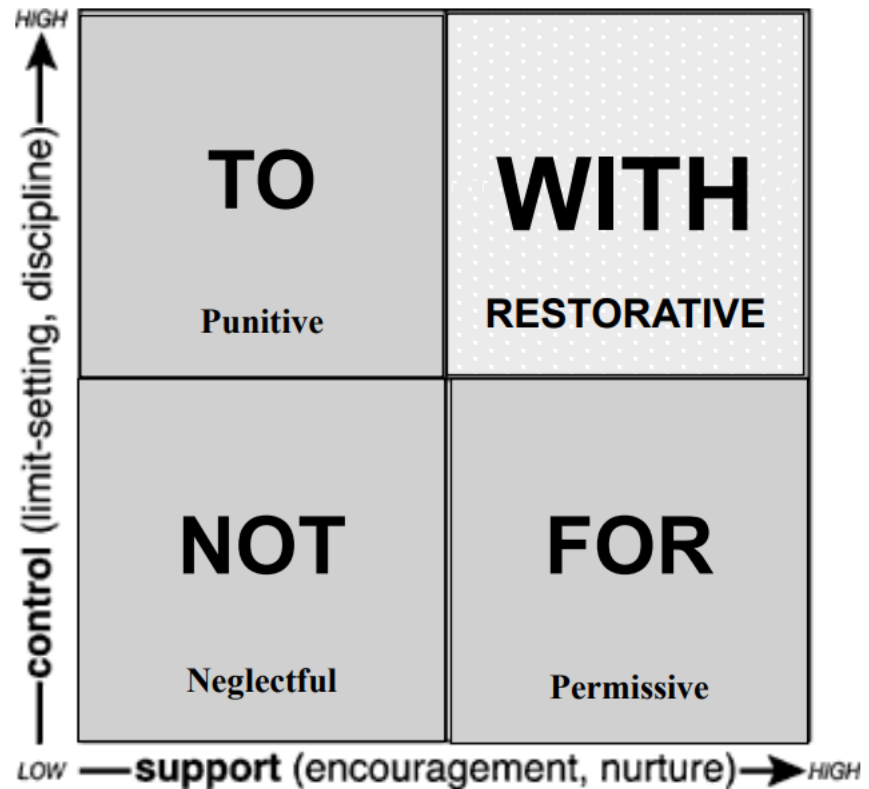 HIGH
control (limit-setting, discipline)
TO
Punitive
WITH
RESTORATIVE
NOT
Neglectful
FOR
Permissive
LOW support (encouragement, nurture) HIGH